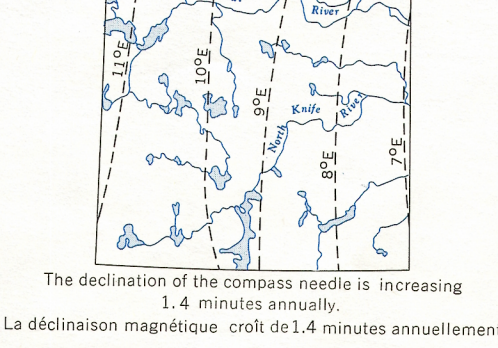 River
11°E
10°E
9°E
Knife
River
North
8°E
7°E
The declination of the compass needle is increasing
1.4 minutes annually.
La déclinaison magnétique croît de 1.4 minutes annuellement